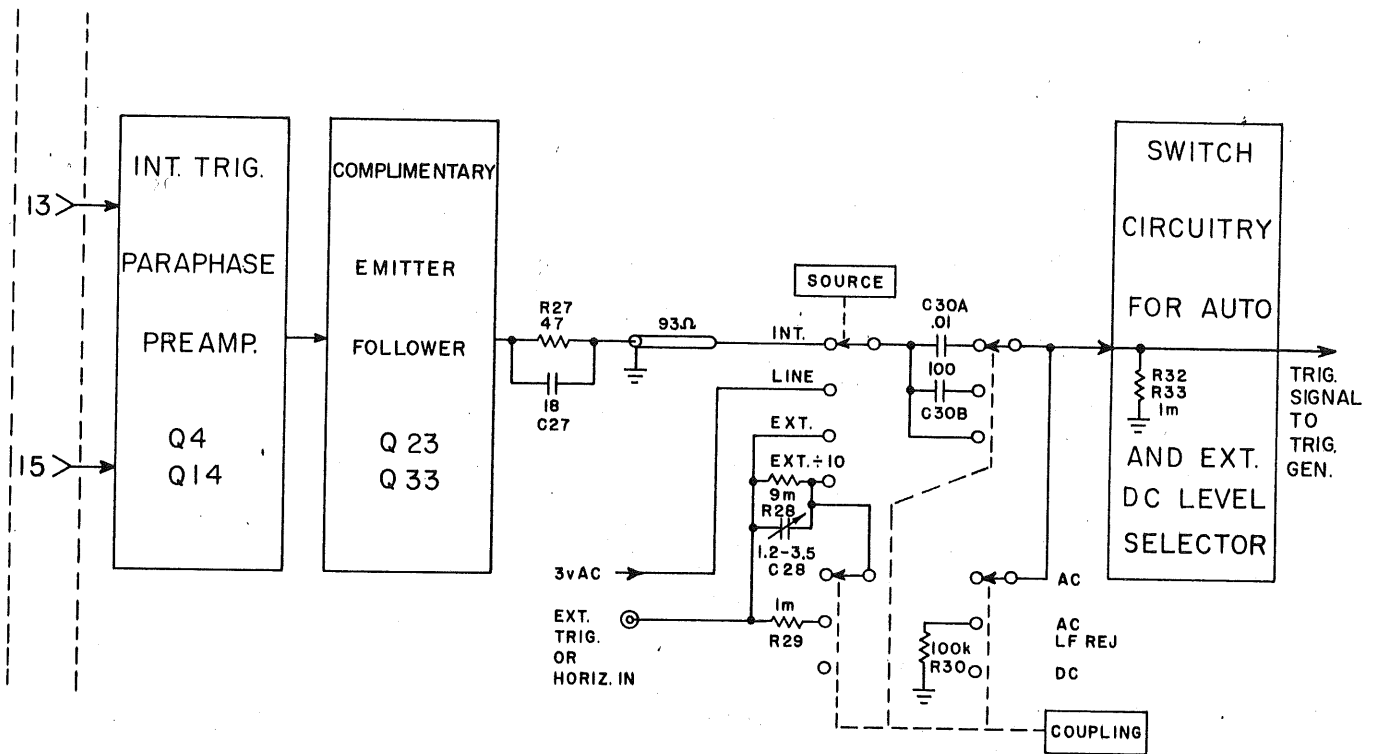 13
15
INT. TRIG.
PARAPHASE
PREAMP.
Q4
Q14
COMPLIMENTARY
EMITTER
FOLLOWER
Q 23
Q 33
R27
47
18
C27
93Ω
SOURCE
INT.
LINE
EXT.
EXT.÷10
9m
R28
1.2-3.5
C28
3vAC
EXT.
TRIG.
OR
HORIZ. IN
1m
R29
C30A
.01
100
C30B
AC
AC
LF REJ
DC
100k
R30
COUPLING
SWITCH
CIRCUITRY
FOR AUTO
R32
R33
1m
AND EXT.
DC LEVEL
SELECTOR
TRIG.
SIGNAL
TO
TRIG.
GEN.